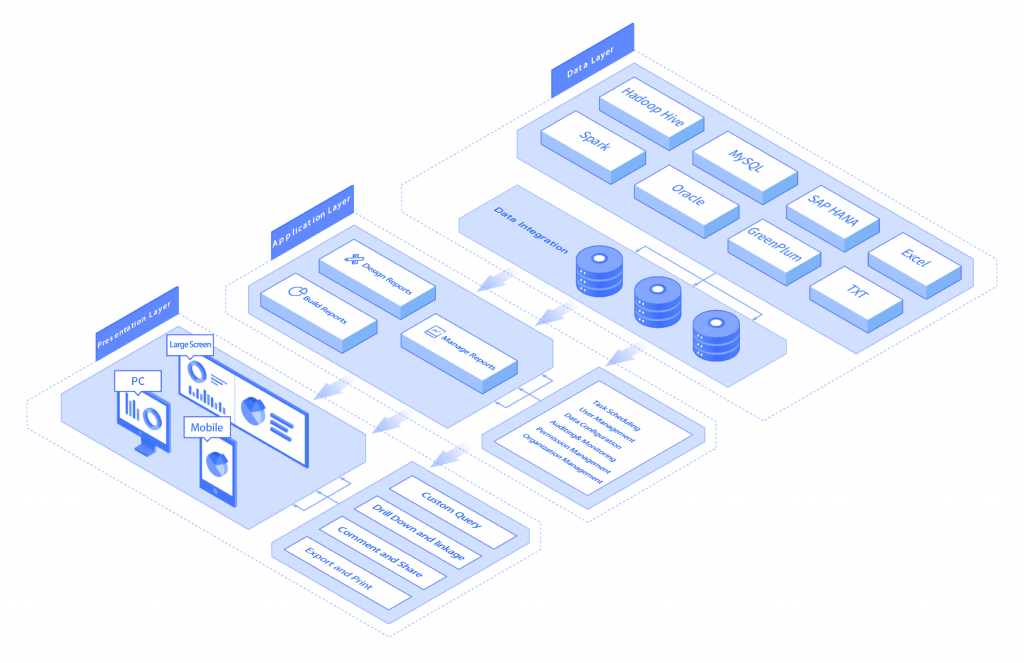 Data Layer
Hadoop Hive
Spark
MySQL
Oracle
SAP HANA
GreenPlum
Excel
TXT
Data Integration
Application Layer
Design Reports
Build Reports
Manage Reports
Task Scheduling
User Management
Data Configuration
Auditing& Monitoring
Permission Management
Organization Management
Presentation Layer
Large Screen
PC
Mobile
Custom Query
Drill Down and linkage
Comment and Share
Export and Print